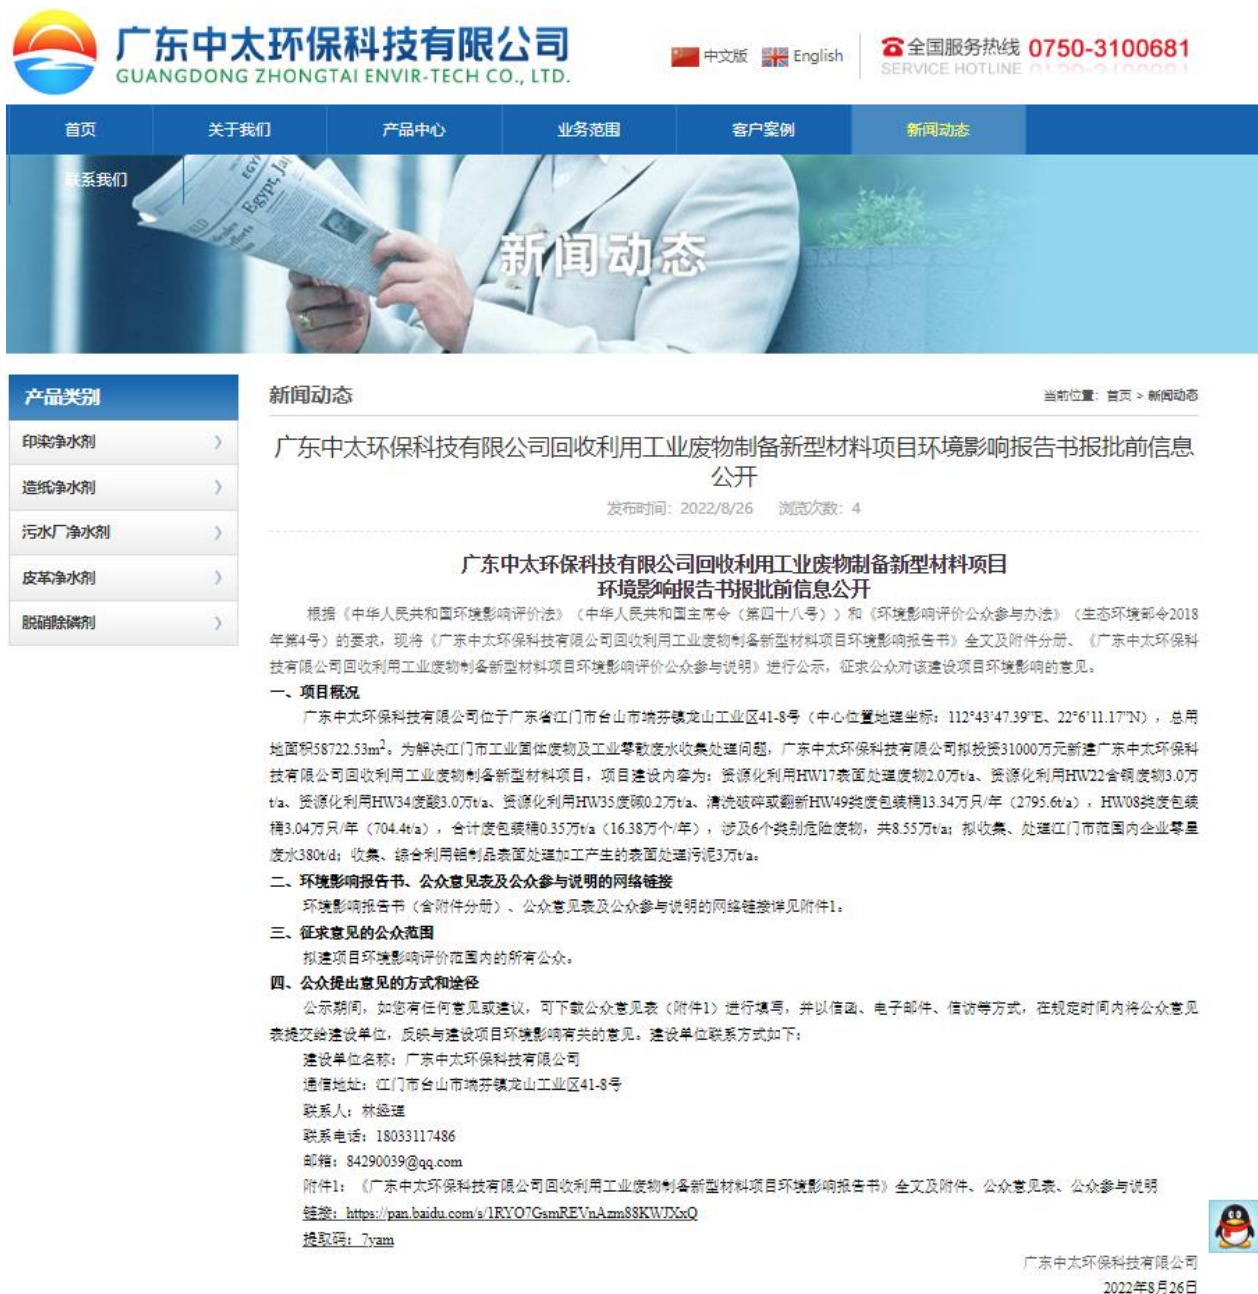 广东中太环保科技有限公司
GUANGDONG ZHONGTAI ENVIR-TECH CO., LTD.
中文版 English
全国服务热线 0750-3100681
SERVICE HOTLINE
首页 关于我们 产品中心 业务范围 客户案例 新闻动态
联系我们
Egypt, Ja
新闻动态
产品类别
印染净水剂
造纸净水剂
污水厂净水剂
皮革净水剂
脱硝除磷剂
新闻动态
当前位置：首页 > 新闻动态
广东中太环保科技有限公司回收利用工业废物制备新型材料项目环境影响报告书报批前信息
公开
发布时间：2022/8/26 浏览次数：4
广东中太环保科技有限公司回收利用工业废物制备新型材料项目
环境影响报告书报批前信息公开
根据《中华人民共和国环境影响评价法》（中华人民共和国主席令（第四十八号））和《环境影响评价公众参与办法》（生态环境部令2018
年第4号）的要求，现将《广东中太环保科技有限公司回收利用工业废物制备新型材料项目环境影响报告书》全文及附件分册、《广东中太环保科
技有限公司回收利用工业废物制备新型材料项目环境影响评价公众参与说明》进行公示，征求公众对该建设项目环境影响的意见。
一、项目概况
广东中太环保科技有限公司位于广东省江门市台山市端芬镇龙山工业区41-8号（中心位置地理坐标：112°43'47.39"E、22°6'11.17"N），总用
地面积58722.53m²。为解决江门市工业固体废物及工业零散废水收集处理问题，广东中太环保科技有限公司拟投资31000万元新建广东中太环保科
技有限公司回收利用工业废物制备新型材料项目，项目建设内容为：资源化利用HW17表面处理废物2.0万t/a、资源化利用HW22含铜废物3.0万
t/a、资源化利用HW34废酸3.0万t/a、资源化利用HW35废碱0.2万t/a、清洗破碎或翻新HW49类废包装桶13.34万只/年（2795.6t/a），HW08类废包装
桶3.04万只/年（704.4t/a），合计废包装桶0.35万t/a（16.38万个/年），涉及6个类别危险废物，共8.55万t/a；拟收集、处理江门市范围内企业零星
废水380t/d；收集、综合利用铝制品表面处理加工产生的表面处理污泥3万t/a。
二、环境影响报告书、公众意见表及公众参与说明的网络链接
环境影响报告书（含附件分册）、公众意见表及公众参与说明的网络链接详见附件1。
三、征求意见的公众范围
拟建项目环境影响评价范围内的所有公众。
四、公众提出意见的方式和途径
公示期间，如您有任何意见或建议，可下载公众意见表（附件1）进行填写，并以信函、电子邮件、信访等方式，在规定时间内将公众意见
表提交给建设单位，反映与建设项目环境影响有关的意见。建设单位联系方式如下：
建设单位名称：广东中太环保科技有限公司
通信地址：江门市台山市端芬镇龙山工业区41-8号
联系人：林经理
联系电话：18033117486
邮箱：84290039@qq.com
附件1：《广东中太环保科技有限公司回收利用工业废物制备新型材料项目环境影响报告书》全文及附件、公众意见表、公众参与说明
链接：https://pan.baidu.com/s/1RYO7GsmREVnAzm88KWJXxQ
提取码：7yam
广东中太环保科技有限公司
2022年8月26日